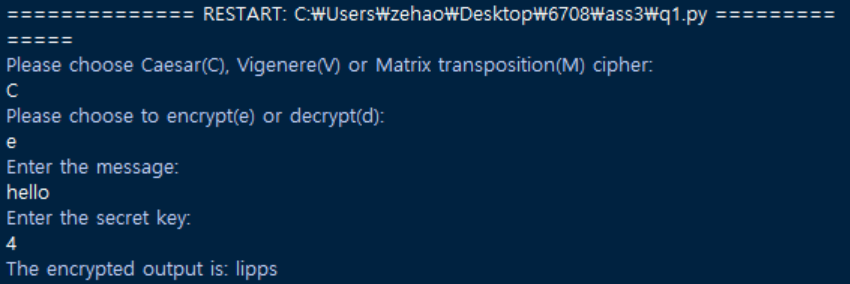 ============== RESTART: C:₩Users₩zehao₩Desktop₩6708₩ass3₩q1.py =========
=====
Please choose Caesar(C), Vigenere(V) or Matrix transposition(M) cipher:
C
Please choose to encrypt(e) or decrypt(d):
e
Enter the message:
hello
Enter the secret key:
4
The encrypted output is: lipps